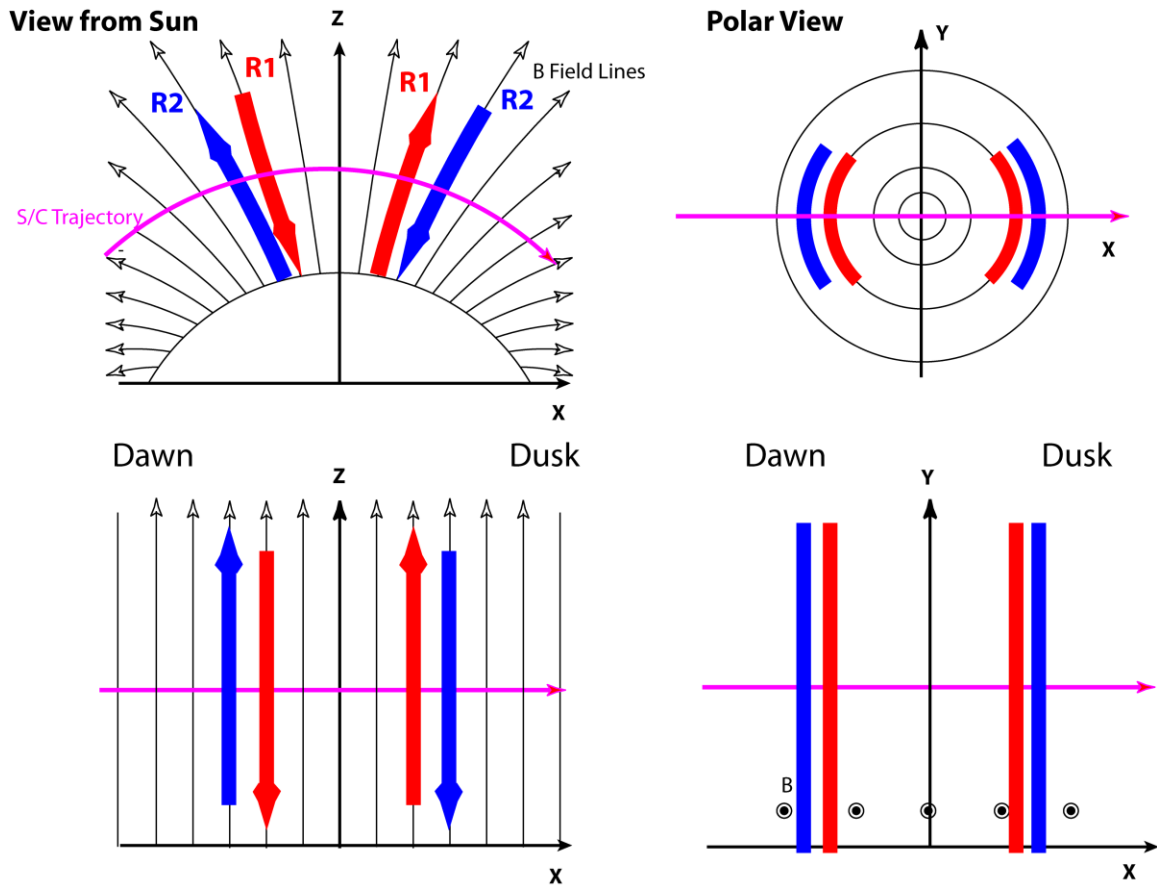 View from Sun
Z
Polar View
Y
R1
R1
B Field Lines
R2
R2
S/C Trajectory
X
X
Dawn
Dusk
Dawn
Dusk
Z
Y
B
X
X